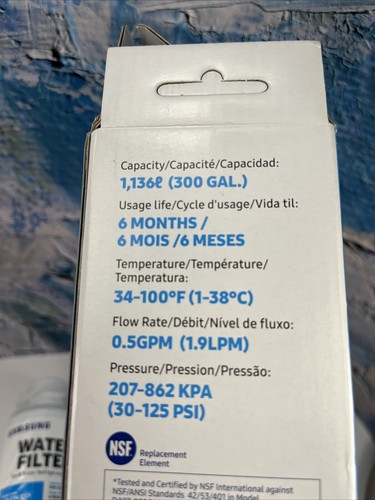 Capacity/Capacité/Capacidad:
1,136ℓ (300 GAL.)
Usage life/Cycle d'usage/Vida til:
6 MONTHS /
6 MOIS /6 MESES
Temperature/Température/
Temperatura:
34-100°F (1-38°C)
Flow Rate/Débit/Nível de fluxo:
0.5GPM (1.9LPM)
Pressure/Pression/Pressão:
207-862 KPA
(30-125 PSI)
NSF
Replacement
Element
*Tested and Certified by NSF International against
NSF/ANSI Standards 42/53/401 in Model
SAMSUNG
WATE
FILTE